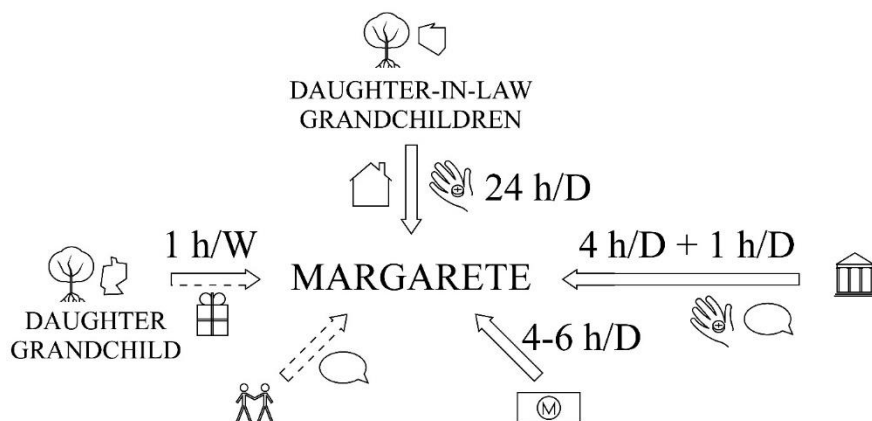 DAUGHTER-IN-LAW
GRANDCHILDREN
24 h/D
1 h/W
4 h/D + 1 h/D
MARGARETE
DAUGHTER
GRANDCHILD
4-6 h/D
M